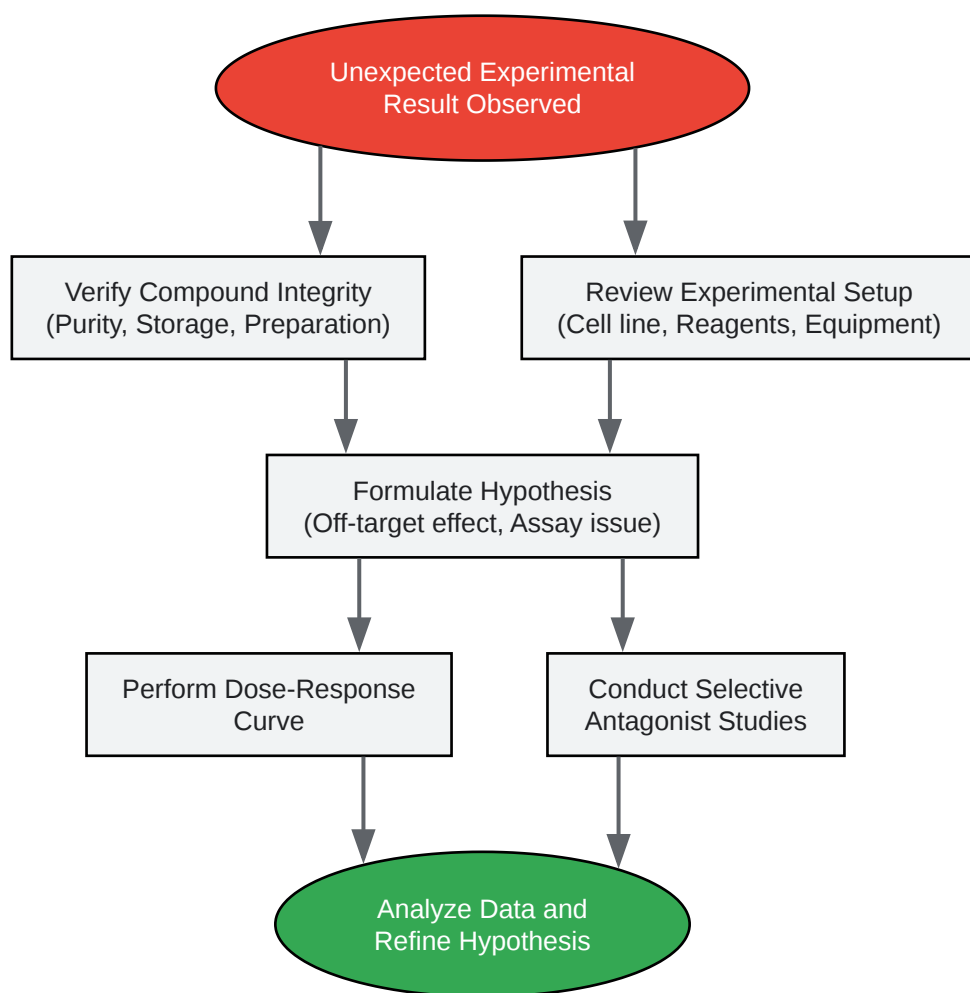 Unexpected Experimental
Result Observed
Verify Compound Integrity
(Purity, Storage, Preparation)
Review Experimental Setup
(Cell line, Reagents, Equipment)
Formulate Hypothesis
(Off-target effect, Assay issue)
Perform Dose-Response
Curve
Conduct Selective
Antagonist Studies
Analyze Data and
Refine Hypothesis